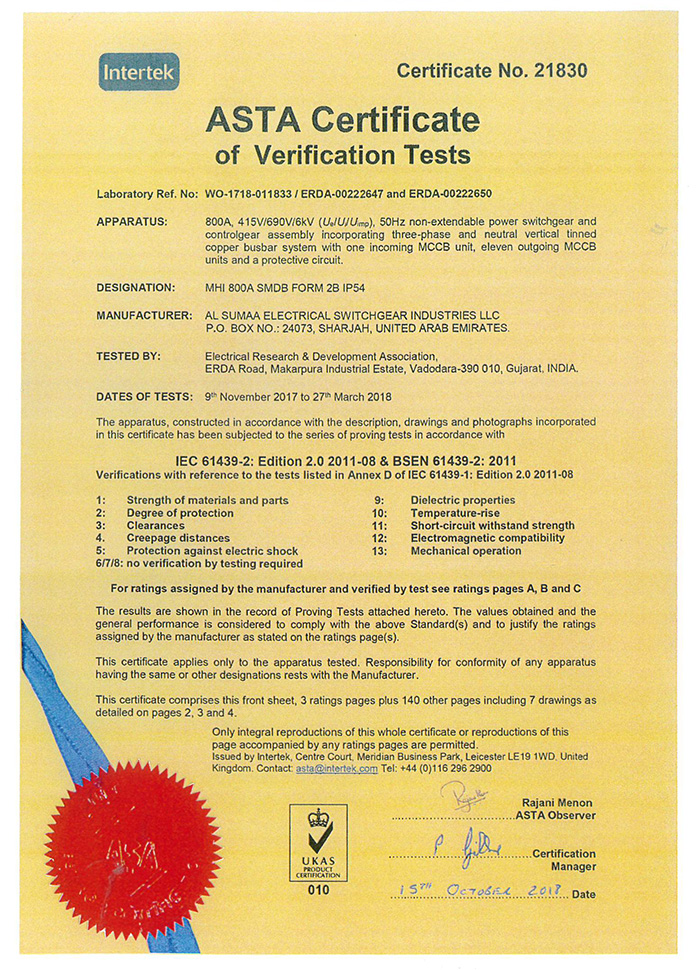 Intertek
Certificate No. 21830
ASTA Certificate
of Verification Tests
Laboratory Ref. No: WO-1718-011833 / ERDA-00222647 and ERDA-00222650
APPARATUS: 800A, 415V/690V/6kV (Ue/Ui/Uimp), 50Hz non-extendable power switchgear and
controlgear assembly incorporating three-phase and neutral vertical tinned
copper busbar system with one incoming MCCB unit, eleven outgoing MCCB
units and a protective circuit.
DESIGNATION: MHI 800A SMDB FORM 2B IP54
MANUFACTURER: AL SUMAA ELECTRICAL SWITCHGEAR INDUSTRIES LLC
P.O. BOX NO.: 24073, SHARJAH, UNITED ARAB EMIRATES.
TESTED BY: Electrical Research & Development Association,
ERDA Road, Makarpura Industrial Estate, Vadodara-390 010, Gujarat, INDIA.
DATES OF TESTS: 9th November 2017 to 27th March 2018
The apparatus, constructed in accordance with the description, drawings and photographs incorporated
in this certificate has been subjected to the series of proving tests in accordance with
IEC 61439-2: Edition 2.0 2011-08 & BSEN 61439-2: 2011
Verifications with reference to the tests listed in Annex D of IEC 61439-1: Edition 2.0 2011-08
1: Strength of materials and parts
2: Degree of protection
3: Clearances
4. Creepage distances
5: Protection against electric shock
6/7/8: no verification by testing required
9: Dielectric properties
10: Temperature-rise
11: Short-circuit withstand strength
12: Electromagnetic compatibility
13: Mechanical operation
For ratings assigned by the manufacturer and verified by test see ratings pages A, B and C
The results are shown in the record of Proving Tests attached hereto. The values obtained and the
general performance is considered to comply with the above Standard(s) and to justify the ratings
assigned by the manufacturer as stated on the ratings page(s).
This certificate applies only to the apparatus tested. Responsibility for conformity of any apparatus
having the same or other designations rests with the Manufacturer.
This certificate comprises this front sheet, 3 ratings pages plus 140 other pages including 7 drawings as
detailed on pages 2, 3 and 4.
Only integral reproductions of this whole certificate or reproductions of this
page accompanied by any ratings pages are permitted.
Issued by Intertek, Centre Court, Meridian Business Park, Leicester LE19 1WD. United
Kingdom. Contact: asta@intertek.com Tel: +44 (0)116 296 2900
Rajani Menon
ASTA Observer
Certification
Manager
15TH OCTOBER 2018 Date
UKAS
PRODUCT
CERTIFICATION
010
ASTA